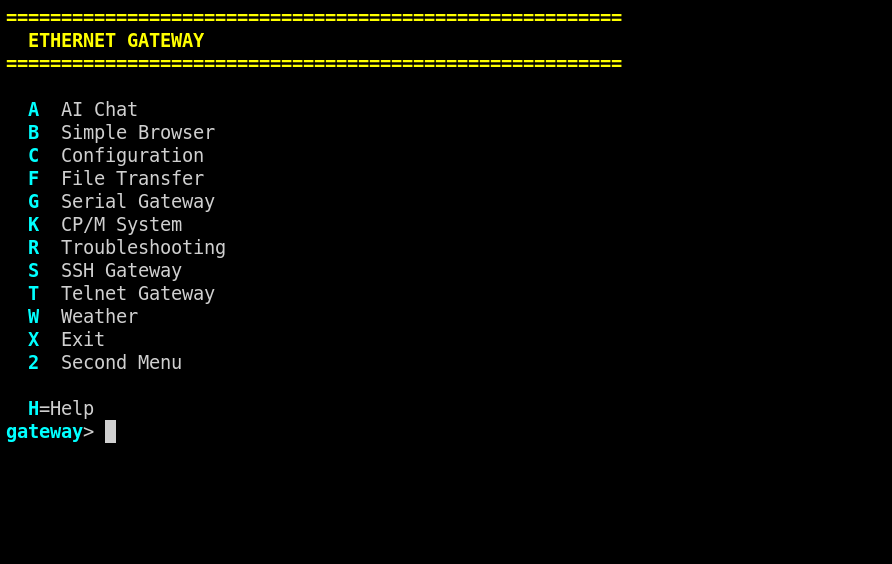 ========================================================
ETHERNET GATEWAY
========================================================
A  AI Chat
B  Simple Browser
C  Configuration
F  File Transfer
G  Serial Gateway
K  CP/M System
R  Troubleshooting
S  SSH Gateway
T  Telnet Gateway
W  Weather
X  Exit
2  Second Menu
H=Help
gateway>